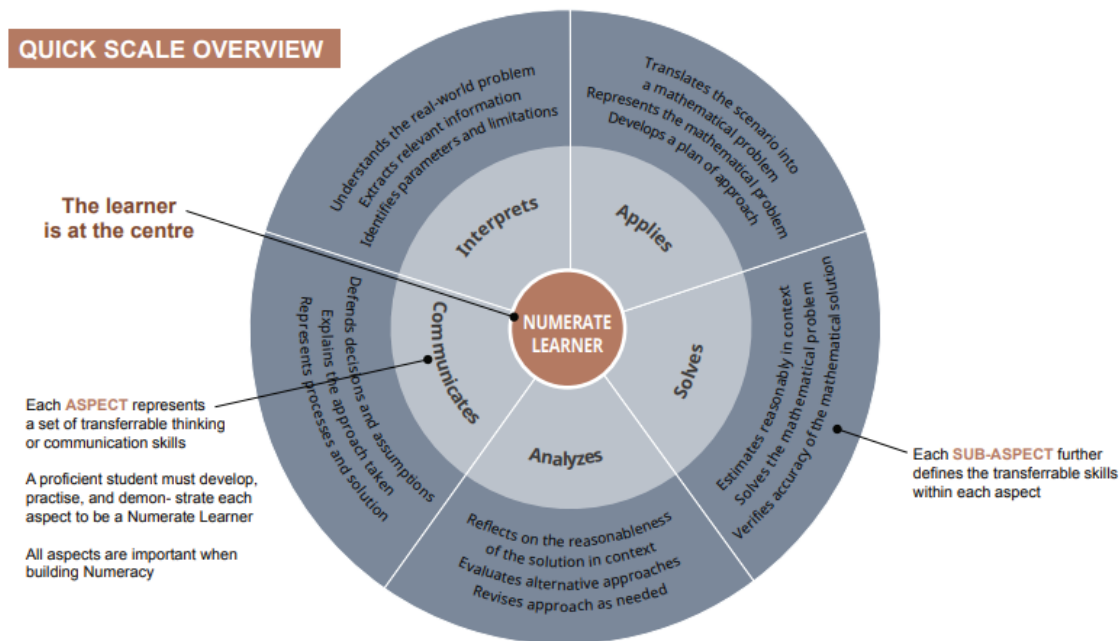 QUICK SCALE OVERVIEW
The learner
is at the centre
Understands the real-world problem
Extracts relevant information
Identifies parameters and limitations
Interprets
Translates the scenario into
a mathematical problem
Represents the mathematical problem
Develops a plan of approach
Applies
NUMERATE
LEARNER
Communicates
Defends decisions and assumptions
Explains the approach taken
Represents processes and solution
Solves
Estimates reasonably in context
Solves the mathematical problem
Verifies accuracy of the mathematical solution
Analyzes
Reflects on the reasonableness
of the solution in context
Evaluates alternative approaches
Revises approach as needed
Each ASPECT represents
a set of transferrable thinking
or communication skills
A proficient student must develop,
practise, and demon- strate each
aspect to be a Numerate Learner
All aspects are important when
building Numeracy
Each SUB-ASPECT further
defines the transferrable skills
within each aspect